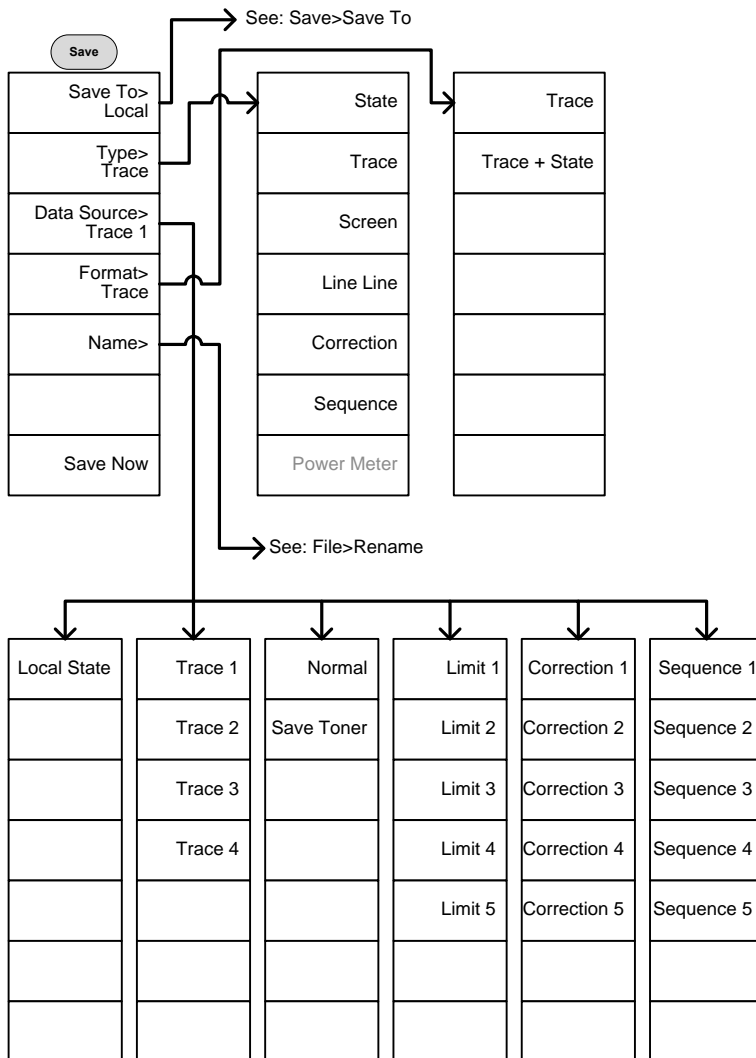 See: Save>Save To
Save
Save To>
Local
Type>
Trace
Data Source>
Trace 1
Format>
Trace
Name>
Save Now
State
Trace
Screen
Line Line
Correction
Sequence
Power Meter
Trace
Trace + State
See: File>Rename
Local State
Trace 1
Trace 2
Trace 3
Trace 4
Normal
Save Toner
Limit 1
Limit 2
Limit 3
Limit 4
Limit 5
Correction 1
Correction 2
Correction 3
Correction 4
Correction 5
Sequence 1
Sequence 2
Sequence 3
Sequence 4
Sequence 5